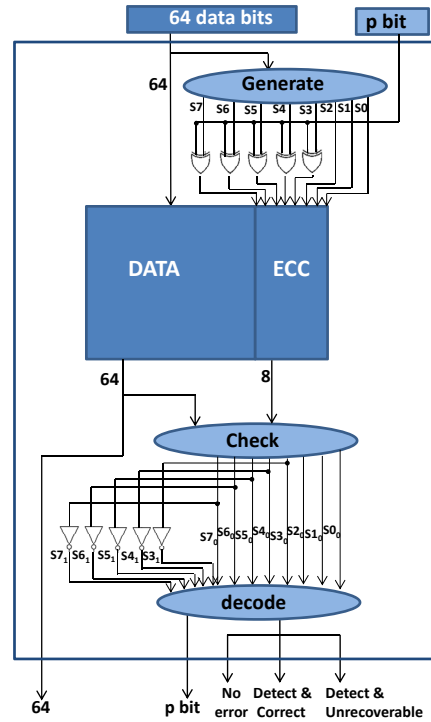 64 data bits
p bit
Generate
64
S7
S6
S5
S4
S3
S2
S1
S0
DATA
ECC
64
8
Check
S7₁
S6₁
S5₁
S4₁
S3₁
S7₀
S6₀
S5₀
S4₀
S3₀
S2₀
S1₀
S0₀
decode
64
p bit
No
error
Detect &
Correct
Detect &
Unrecoverable